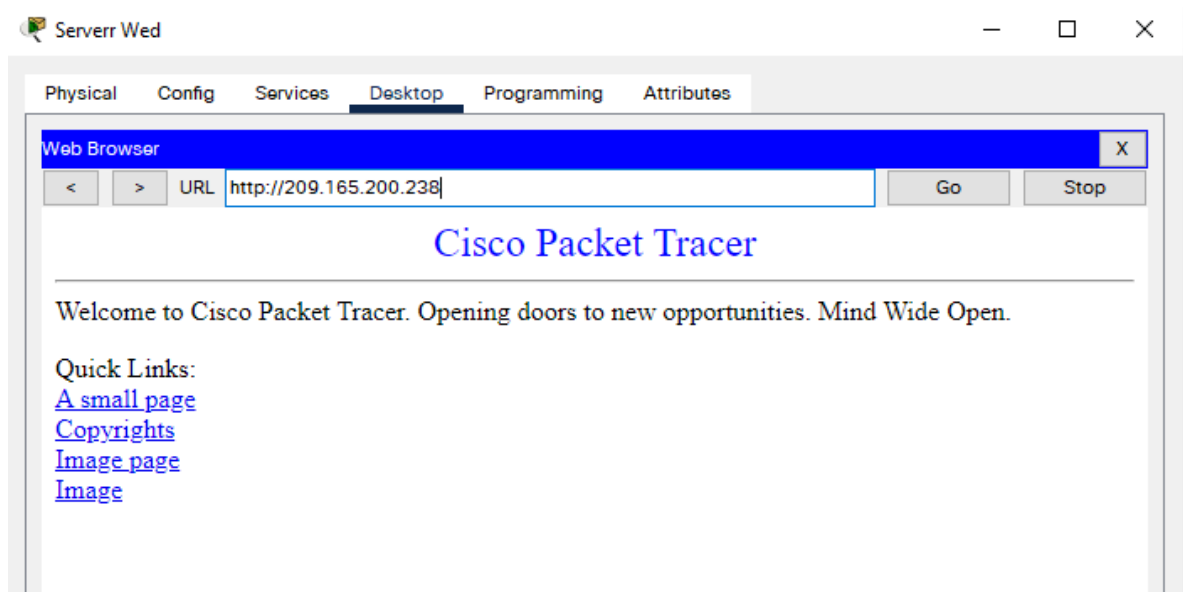 Serverr Wed
Physical Config Services Desktop Programming Attributes
Web Browser X
< > URL http://209.165.200.238 Go Stop
Cisco Packet Tracer
Welcome to Cisco Packet Tracer. Opening doors to new opportunities. Mind Wide Open.
Quick Links:
A small page
Copyrights
Image page
Image